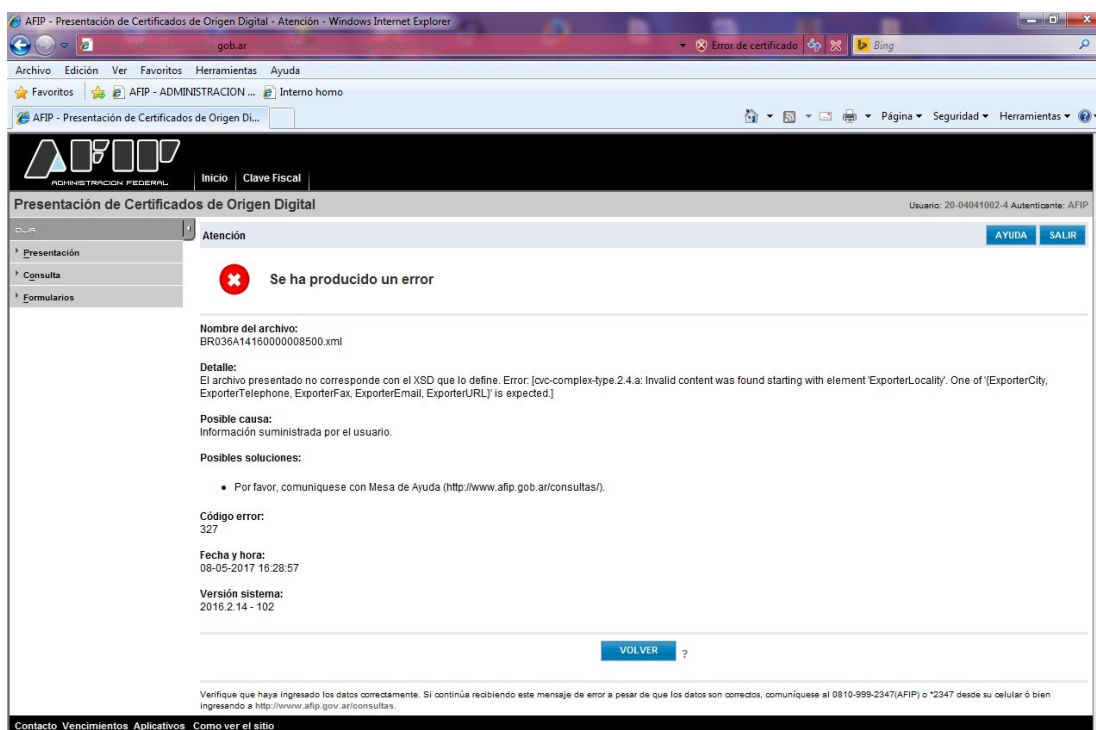 AFIP - Presentación de Certificados de Origen Digital - Atención - Windows Internet Explorer
gob.ar
Error de certificado
Bing
Archivo Edición Ver Favoritos Herramientas Ayuda
Favoritos AFIP - ADMINISTRACION ... Interno homo
AFIP - Presentación de Certificados de Origen Di...
Página Seguridad Herramientas
AFIP
ADMINISTRACION FEDERAL
Inicio Clave Fiscal
Presentación de Certificados de Origen Digital
Usuario: 20-04041002-4 Autenticante: AFIP
DJR
Presentación
Consulta
Formularios
Atención
AYUDA SALIR
Se ha producido un error
Nombre del archivo:
BR036A14160000008500.xml
Detalle:
El archivo presentado no corresponde con el XSD que lo define. Error: [cvc-complex-type.2.4.a: Invalid content was found starting with element 'ExporterLocality'. One of '{ExporterCity,
ExporterTelephone, ExporterFax, ExporterEmail, ExporterURL}' is expected.]
Posible causa:
Información suministrada por el usuario.
Posibles soluciones:
• Por favor, comuniquese con Mesa de Ayuda (http://www.afip.gob.ar/consultas/).
Código error:
327
Fecha y hora:
08-05-2017 16:28:57
Versión sistema:
2016.2.14 - 102
VOLVER ?
Verifique que haya ingresado los datos correctamente. Si continúa recibiendo este mensaje de error a pesar de que los datos son correctos, comuníquese al 0810-999-2347(AFIP) o *2347 desde su celular ó bien
ingresando a http://www.afip.gov.ar/consultas.
Contacto Vencimientos Aplicativos Como ver el sitio